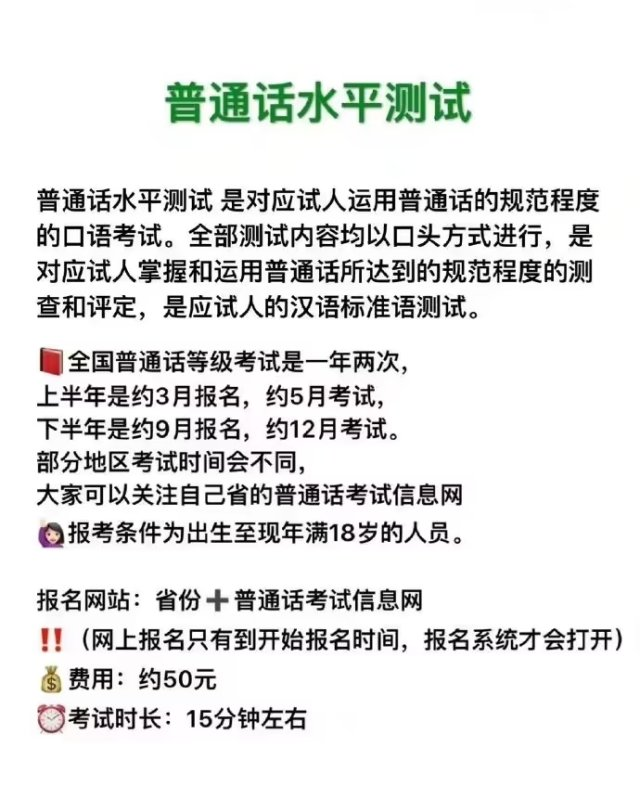 普通话水平测试
普通话水平测试 是对应试人运用普通话的规范程度
的口语考试。全部测试内容均以口头方式进行，是
对应试人掌握和运用普通话所达到的规范程度的测
查和评定，是应试人的汉语标准语测试。
📕全国普通话等级考试是一年两次，
上半年是约3月报名，约5月考试，
下半年是约9月报名，约12月考试。
部分地区考试时间会不同，
大家可以关注自己省的普通话考试信息网
🙋🏻‍♀️报考条件为出生至现年满18岁的人员。
报名网站：省份➕普通话考试信息网
‼️（网上报名只有到开始报名时间，报名系统才会打开）
💰费用：约50元
⏰考试时长：15分钟左右